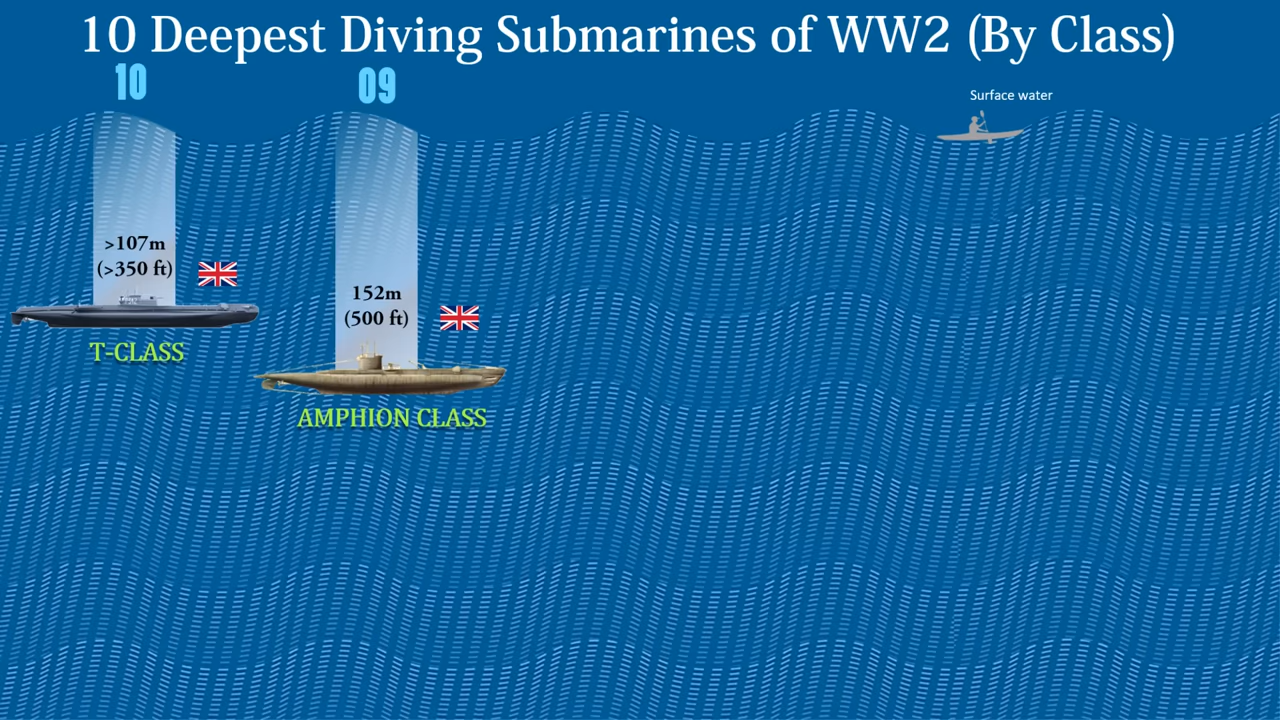 10 Deepest Diving Submarines of WW2 (By Class)
10
09
Surface water
>107m
(>350 ft)
T-CLASS
152m
(500 ft)
AMPHION CLASS